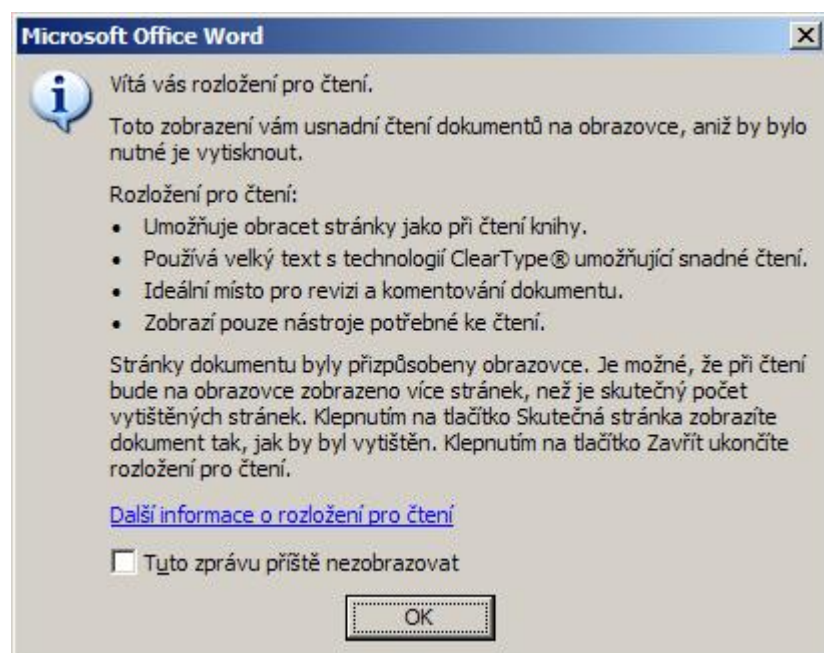 Microsoft Office Word
Vítá vás rozložení pro čtení.
Toto zobrazení vám usnadní čtení dokumentů na obrazovce, aniž by bylo
nutné je vytisknout.
Rozložení pro čtení:
• Umožňuje obracet stránky jako při čtení knihy.
• Používá velký text s technologií ClearType® umožňující snadné čtení.
• Ideální místo pro revizi a komentování dokumentu.
• Zobrazí pouze nástroje potřebné ke čtení.
Stránky dokumentu byly přizpůsobeny obrazovce. Je možné, že při čtení
bude na obrazovce zobrazeno více stránek, než je skutečný počet
vytištěných stránek. Klepnutím na tlačítko Skutečná stránka zobrazíte
dokument tak, jak by byl vytištěn. Klepnutím na tlačítko Zavřít ukončíte
rozložení pro čtení.
Další informace o rozložení pro čtení
Tuto zprávu příště nezobrazovat
OK